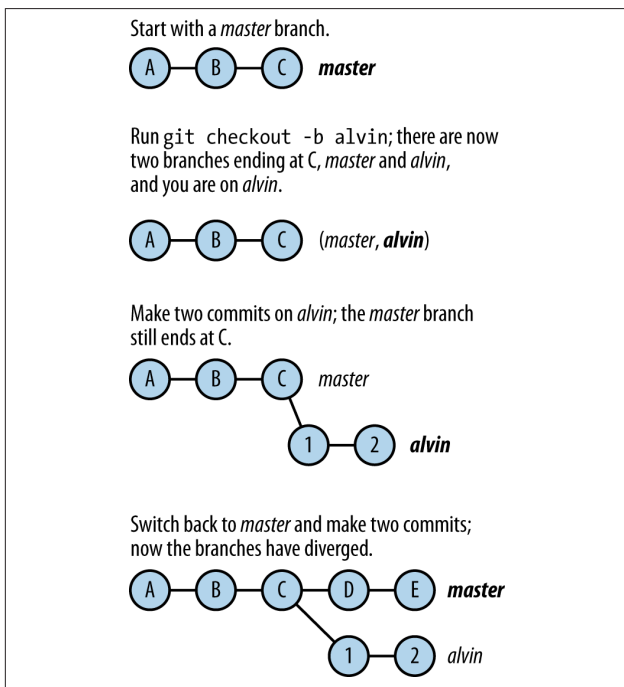 Start with a master branch.
A B C master
Run git checkout -b alvin; there are now
two branches ending at C, master and alvin,
and you are on alvin.
A B C (master, alvin)
Make two commits on alvin; the master branch
still ends at C.
A B C master
1 2 alvin
Switch back to master and make two commits;
now the branches have diverged.
A B C D E master
1 2 alvin